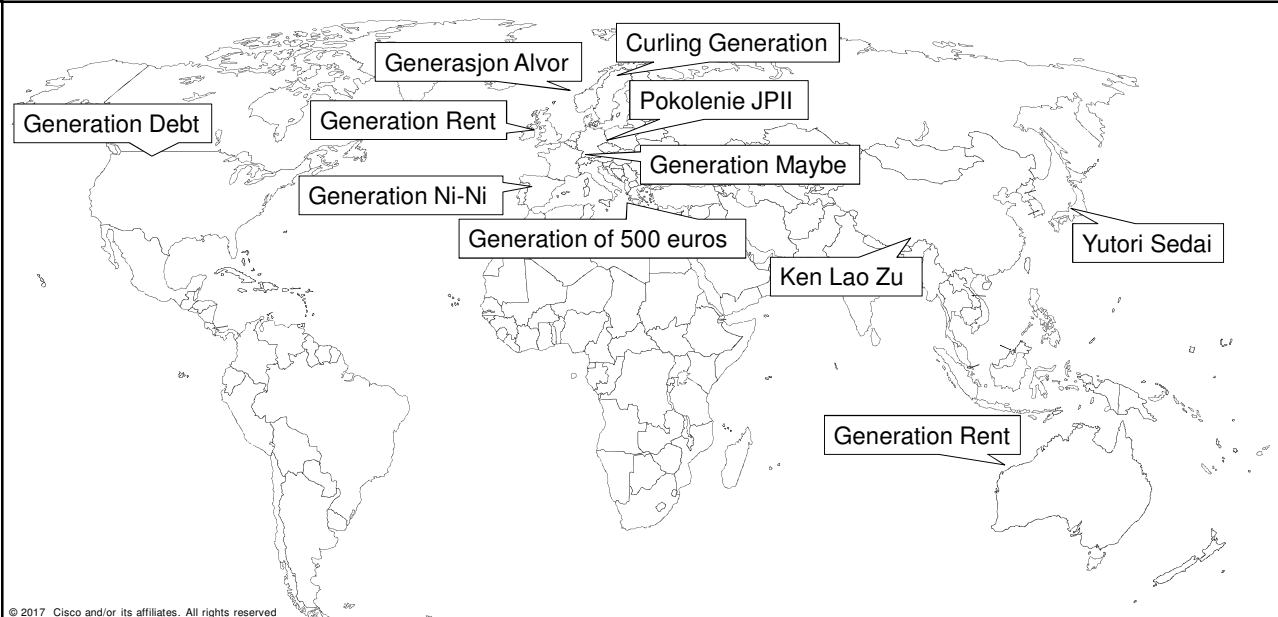 Curling Generation
Generasjon Alvor
Pokolenie JPII
Generation Debt
Generation Rent
Generation Maybe
Generation Ni-Ni
Generation of 500 euros
Yutori Sedai
Ken Lao Zu
Generation Rent
© 2017 Cisco and/or its affiliates. All rights reserved